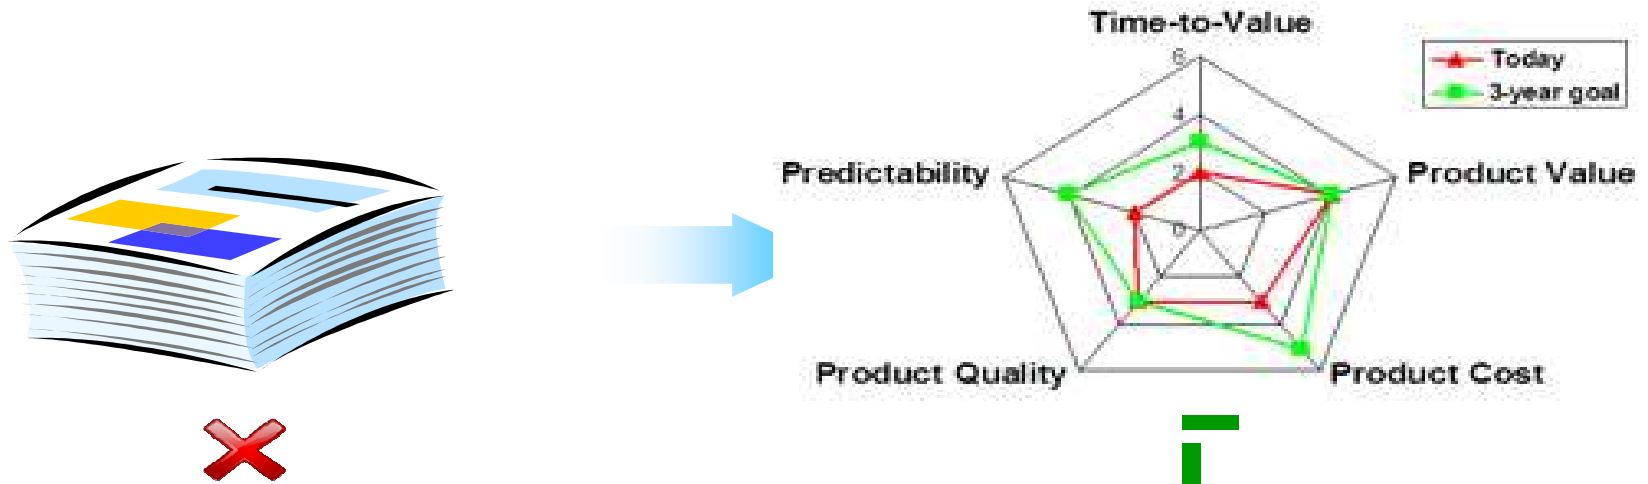 Time-to-Value
6
Today
3-year goal
4
Predictability
2
Product Value
0
Product Quality
Product Cost